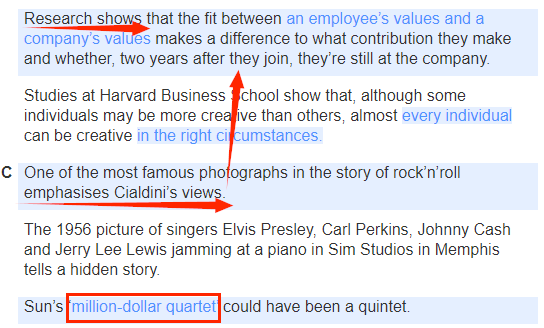 Research shows that the fit between an employee's values and a
company's values makes a difference to what contribution they make
and whether, two years after they join, they're still at the company.
Studies at Harvard Business School show that, although some
individuals may be more creative than others, almost every individual
can be creative in the right circumstances.
C One of the most famous photographs in the story of rock'n'roll
emphasises Cialdini's views.
The 1956 picture of singers Elvis Presley, Carl Perkins, Johnny Cash
and Jerry Lee Lewis jamming at a piano in Sim Studios in Memphis
tells a hidden story.
Sun's 'million-dollar quartet' could have been a quintet.